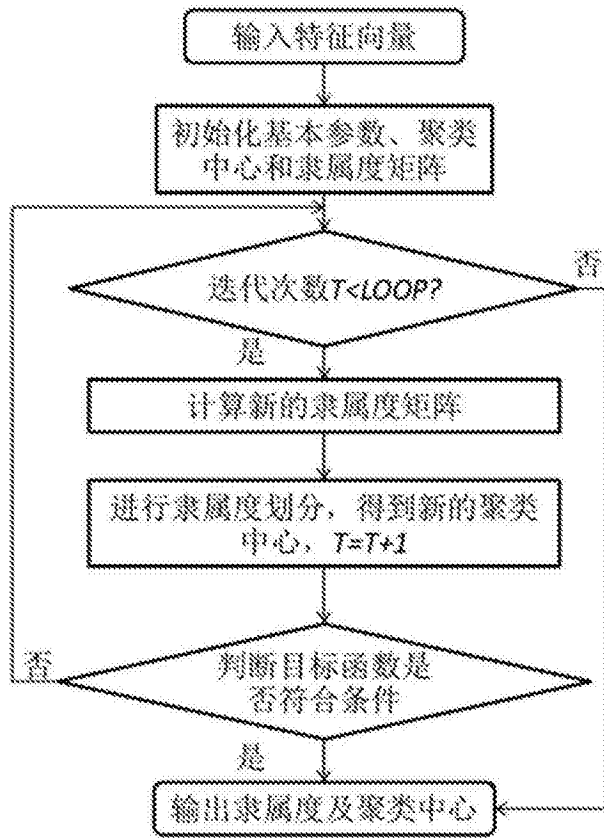 输入特征向量
初始化基本参数、聚类
中心和隶属度矩阵
迭代次数T<LOOP?
否
是
计算新的隶属度矩阵
进行隶属度划分，得到新的聚类
中心，T=T+1
判断目标函数是
否符合条件
否
是
输出隶属度及聚类中心